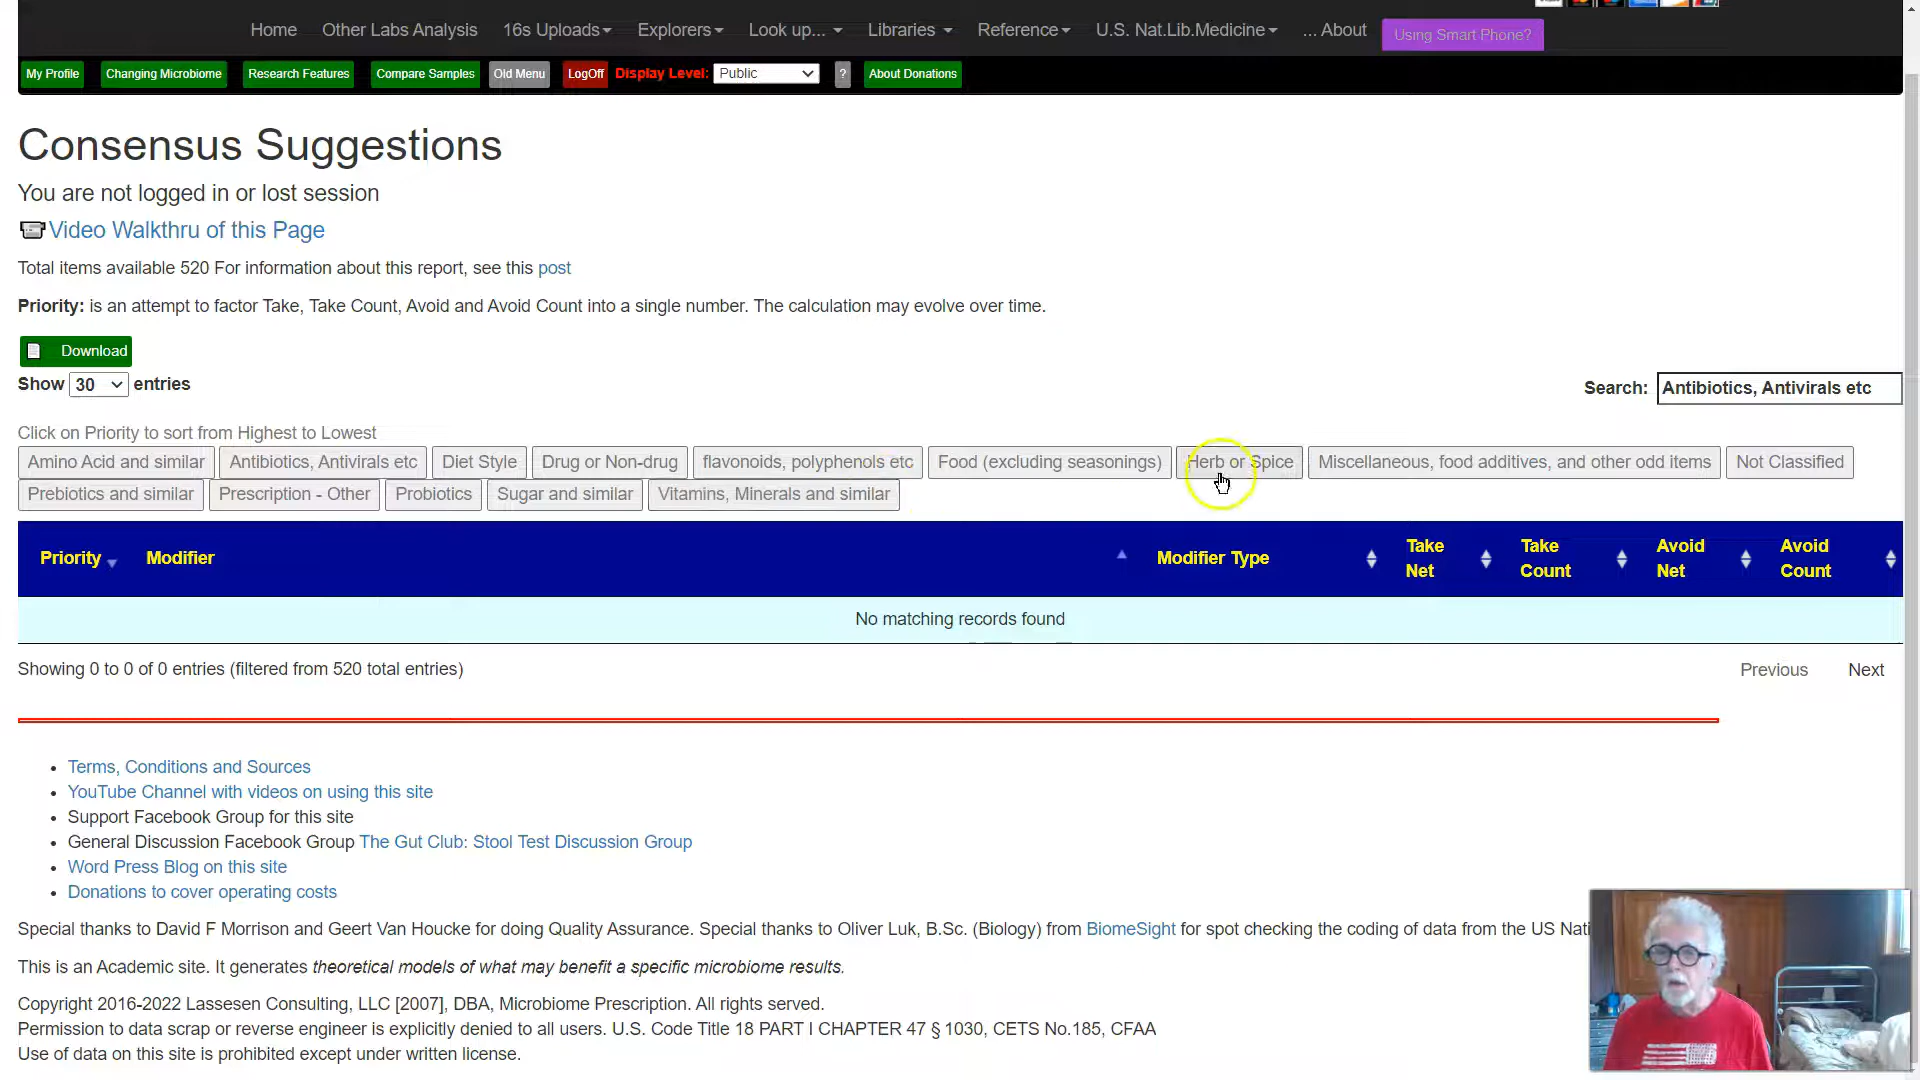 Home Other Labs Analysis 16s Uploads Explorers Look up... Libraries Reference U.S. Nat.Lib.Medicine ... About Using Smart Phone?
My Profile Changing Microbiome Research Features Compare Samples Old Menu LogOff Display Level: Public ? About Donations
Consensus Suggestions
You are not logged in or lost session
Video Walkthru of this Page
Total items available 520 For information about this report, see this post
Priority: is an attempt to factor Take, Take Count, Avoid and Avoid Count into a single number. The calculation may evolve over time.
Download
Show 30 entries
Search: Antibiotics, Antivirals etc
Click on Priority to sort from Highest to Lowest
Amino Acid and similar Antibiotics, Antivirals etc Diet Style Drug or Non-drug flavonoids, polyphenols etc Food (excluding seasonings) Herb or Spice Miscellaneous, food additives, and other odd items Not Classified
Prebiotics and similar Prescription - Other Probiotics Sugar and similar Vitamins, Minerals and similar
Priority Modifier Modifier Type Take Net Take Count Avoid Net Avoid Count
No matching records found
Showing 0 to 0 of 0 entries (filtered from 520 total entries)
Previous Next
Terms, Conditions and Sources
YouTube Channel with videos on using this site
Support Facebook Group for this site
General Discussion Facebook Group The Gut Club: Stool Test Discussion Group
Word Press Blog on this site
Donations to cover operating costs
Special thanks to David F Morrison and Geert Van Houcke for doing Quality Assurance. Special thanks to Oliver Luk, B.Sc. (Biology) from BiomeSight for spot checking the coding of data from the US Nati
This is an Academic site. It generates theoretical models of what may benefit a specific microbiome results.
Copyright 2016-2022 Lassesen Consulting, LLC [2007], DBA, Microbiome Prescription. All rights served.
Permission to data scrap or reverse engineer is explicitly denied to all users. U.S. Code Title 18 PART I CHAPTER 47 § 1030, CETS No.185, CFAA
Use of data on this site is prohibited except under written license.